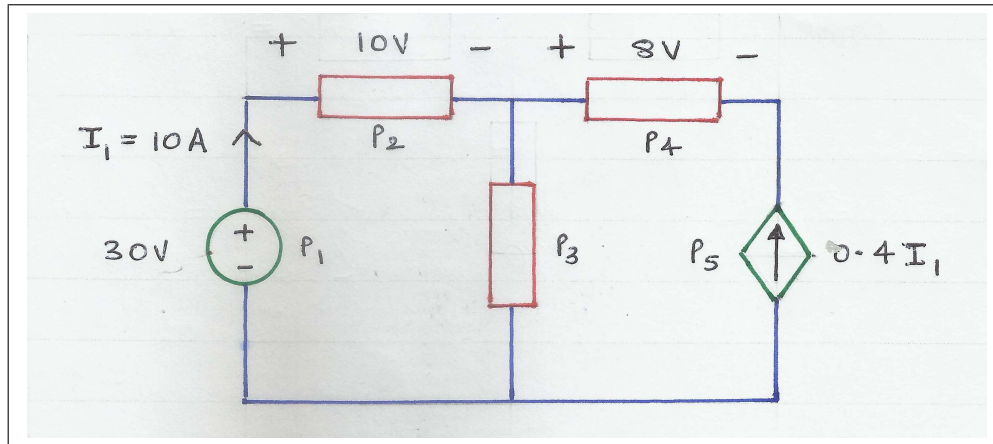 + 10V - + 8V -
I₁ = 10A P₂ P₄
30V + - P₁ P₃ P₅ 0.4 I₁